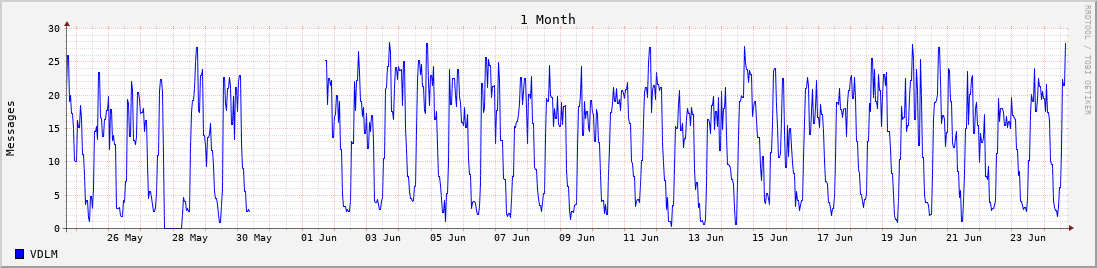 1 Month
RRDTOOL / TOBI OETIKER
Messages
30
25
20
15
10
5
0
26 May 28 May 30 May 01 Jun 03 Jun 05 Jun 07 Jun 09 Jun 11 Jun 13 Jun 15 Jun 17 Jun 19 Jun 21 Jun 23 Jun
VDLM